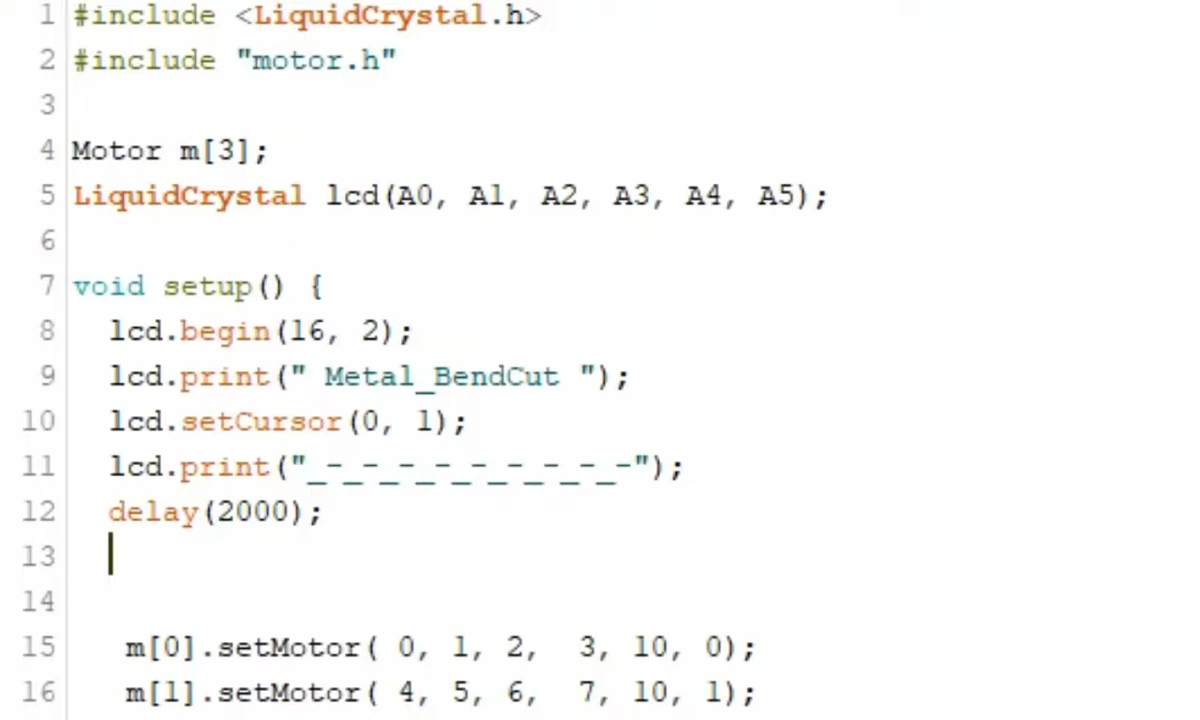 1 #include <LiquidCrystal.h>
2 #include "motor.h"
3
4 Motor m[3];
5 LiquidCrystal lcd(A0, A1, A2, A3, A4, A5);
6
7 void setup() {
8 lcd.begin(16, 2);
9 lcd.print(" Metal_BendCut ");
10 lcd.setCursor(0, 1);
11 lcd.print("_-_-_-_-_-_-_-_-_-");
12 delay(2000);
13
14
15 m[0].setMotor( 0, 1, 2,  3, 10, 0);
16 m[1].setMotor( 4, 5, 6,  7, 10, 1);